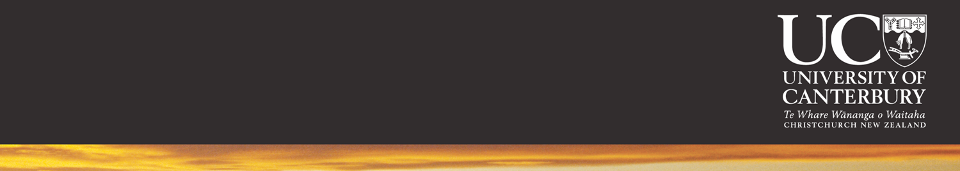 UC
UNIVERSITY OF
CANTERBURY
Te Whare Wānanga o Waitaha
CHRISTCHURCH NEW ZEALAND